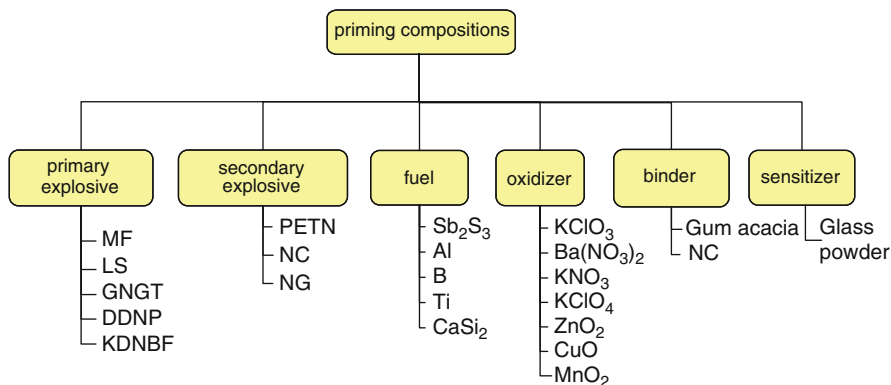 priming compositions
primary
explosive
MF
LS
GNGT
DDNP
KDNBF
secondary
explosive
PETN
NC
NG
fuel
Sb₂S₃
Al
B
Ti
CaSi₂
oxidizer
KClO₃
Ba(NO₃)₂
KNO₃
KClO₄
ZnO₂
CuO
MnO₂
binder
Gum acacia
NC
sensitizer
Glass
powder